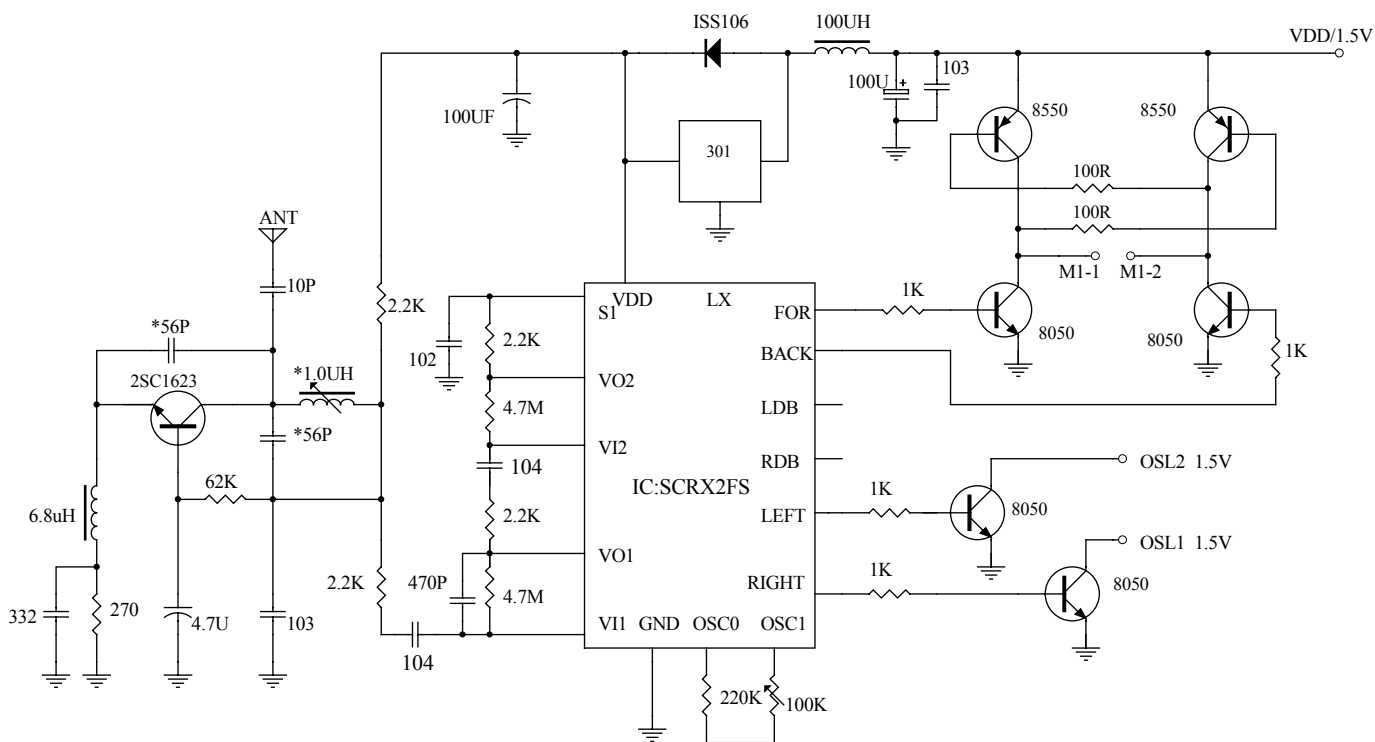 ISS106
100UH
VDD/1.5V
100UF
100U
+
103
8550
8550
301
100R
100R
ANT
10P
*56P
2SC1623
*1.0UH
*56P
2.2K
62K
6.8uH
2.2K
332
270
4.7U
103
104
102
2.2K
4.7M
104
2.2K
470P
4.7M
VDD
LX
S1
VO2
VI2
VO1
VI1
GND
OSC0
OSC1
IC:SCRX2FS
FOR
BACK
LDB
RDB
LEFT
RIGHT
1K
M1-1
M1-2
8050
8050
1K
1K
8050
OSL2 1.5V
1K
8050
OSL1 1.5V
220K
100K